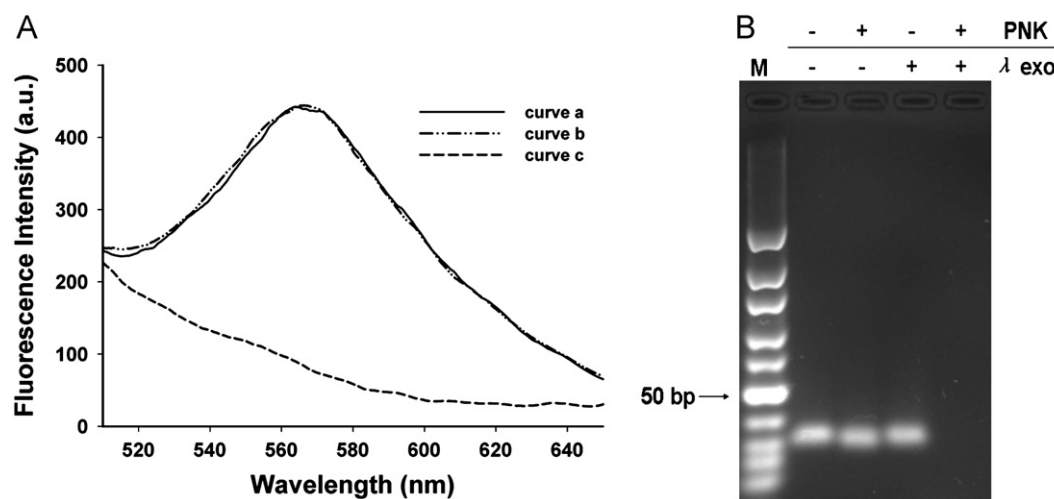 A
Fluorescence Intensity (a.u.)
500
400
300
200
100
0
520 540 560 580 600 620 640
Wavelength (nm)
curve a
curve b
curve c
B
- + - + PNK
M - - + + λ exo
50 bp